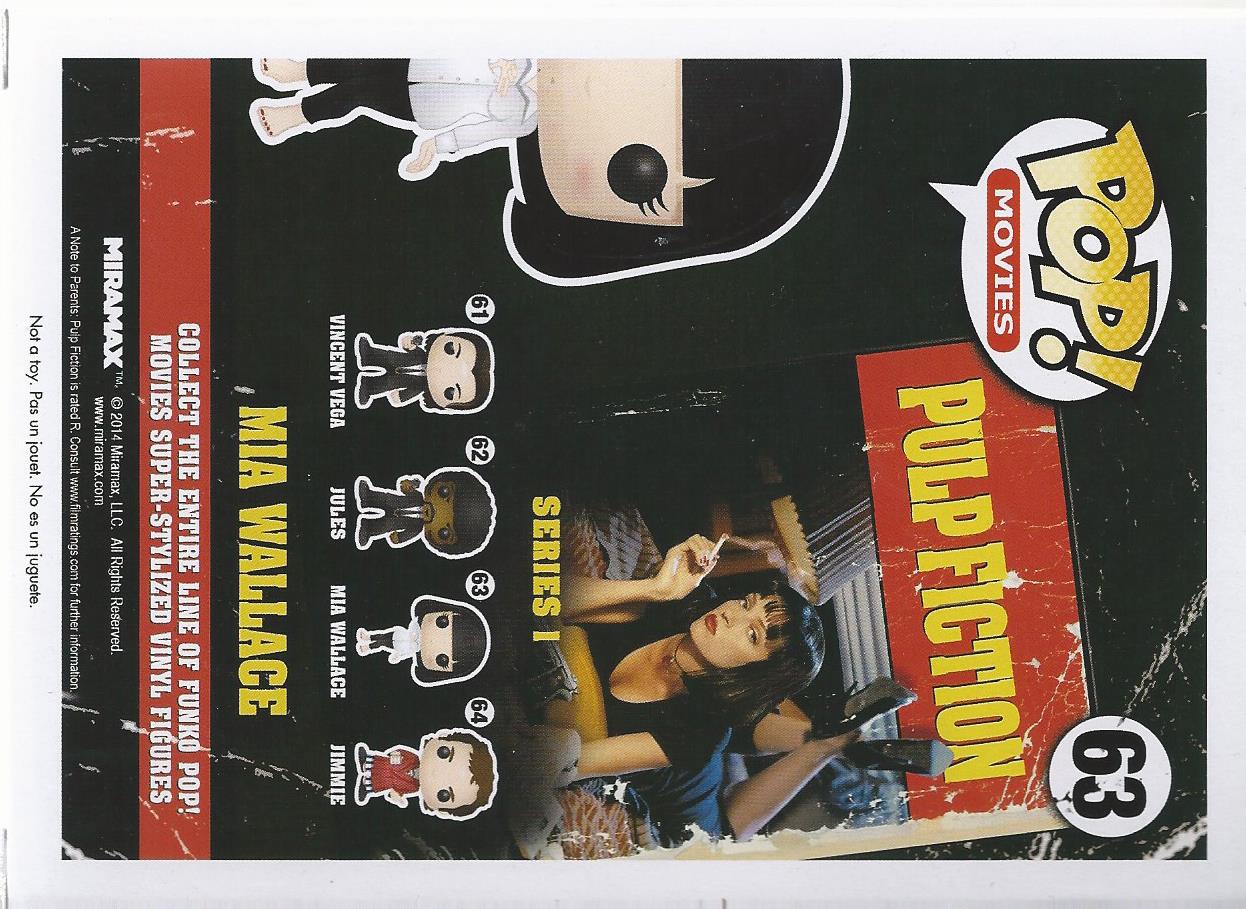 POP!
MOVIES
63
PULP FICTION
SERIES 1
61
62
63
64
VINCENT VEGA
JULES
MIA WALLACE
JIMMIE
MIA WALLACE
COLLECT THE ENTIRE LINE OF FUNKO POP!
MOVIES SUPER-STYLIZED VINYL FIGURES
MIRAMAX™, © 2014 Miramax, LLC. All Rights Reserved.
www.miramax.com
A Note to Parents: Pulp Fiction is rated R. Consult www.filmratings.com for further information.
Not a toy. Pas un jouet. No es un juguete.